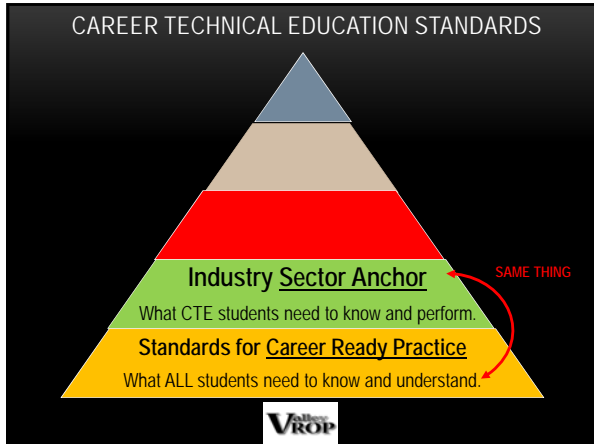 CAREER TECHNICAL EDUCATION STANDARDS
Industry Sector Anchor
SAME THING
What CTE students need to know and perform.
Standards for Career Ready Practice
What ALL students need to know and understand.
Valley
VROP